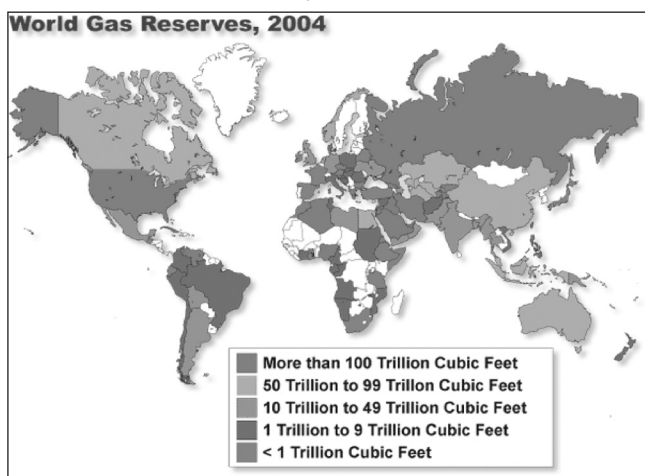 World Gas Reserves, 2004
More than 100 Trillion Cubic Feet
50 Trillion to 99 Trillon Cubic Feet
10 Trillion to 49 Trillion Cubic Feet
1 Trillion to 9 Trillion Cubic Feet
< 1 Trillion Cubic Feet